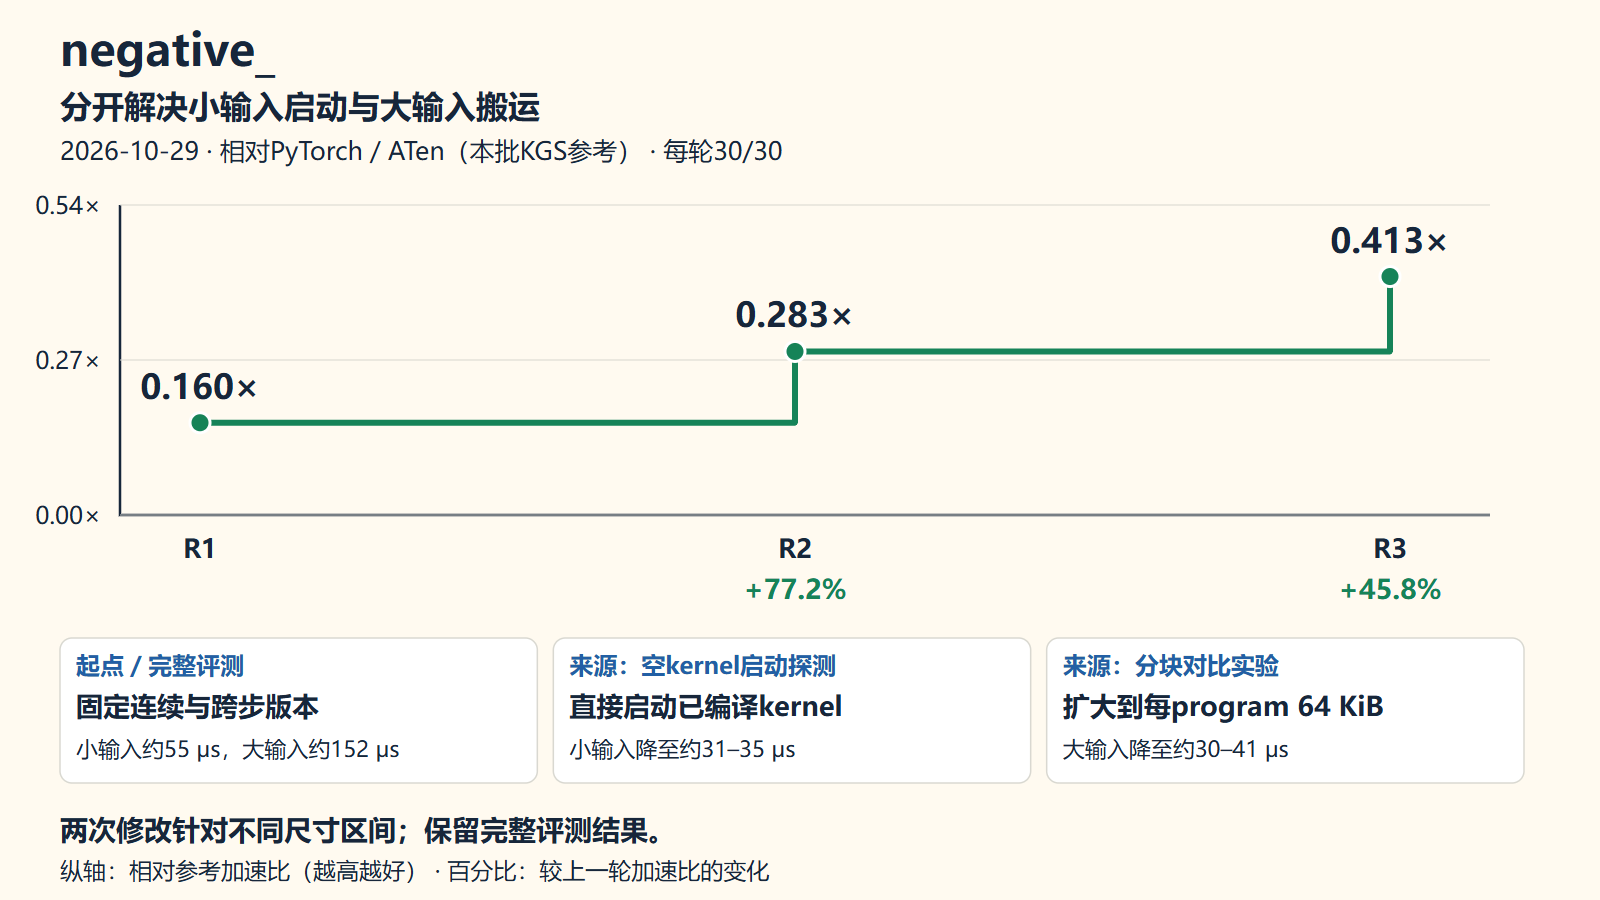 negative_
分开解决小输入启动与大输入搬运
2026-10-29 · 相对PyTorch / ATen（本批KGS参考） · 每轮30/30
0.54×
0.413×
0.283×
0.27×
0.160×
0.00×
R1
R2
R3
+77.2%
+45.8%
起点 / 完整评测
固定连续与跨步版本
小输入约55 µs，大输入约152 µs
来源：空kernel启动探测
直接启动已编译kernel
小输入降至约31–35 µs
来源：分块对比实验
扩大到每program 64 KiB
大输入降至约30–41 µs
两次修改针对不同尺寸区间；保留完整评测结果。
纵轴：相对参考加速比（越高越好） · 百分比：较上一轮加速比的变化